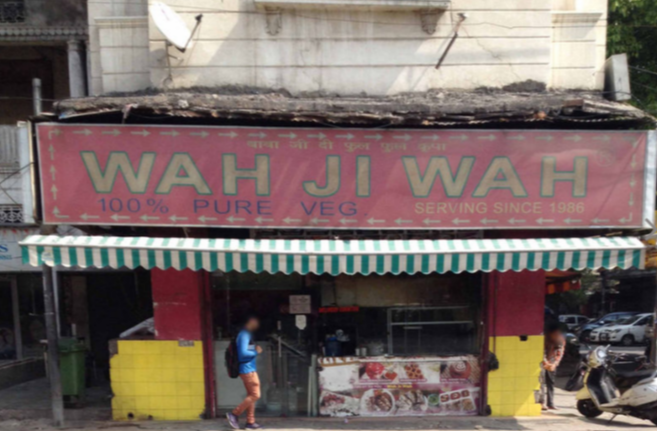 बाबा जी दी फुल फुल कृपा
WAH JI WAH
100% PURE VEG
SERVING SINCE 1986